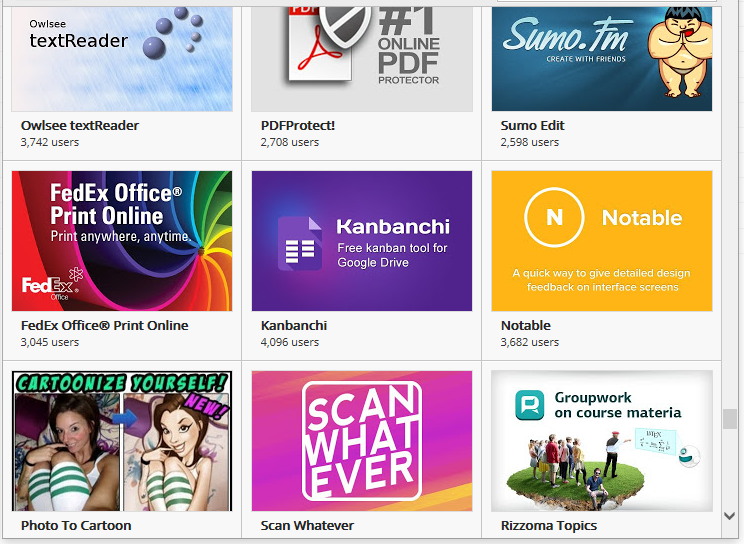 Owlsee
textReader
Owlsee textReader
3,742 users
PDF
#1
ONLINE
PDF
PROTECTOR
PDFProtect!
2,708 users
Sumo.Fm
CREATE WITH FRIENDS
Sumo Edit
2,598 users
FedEx Office®
Print Online
Print anywhere, anytime.
FedEx®
Office
FedEx Office® Print Online
3,045 users
Kanbanchi
Free kanban tool for
Google Drive
Kanbanchi
4,096 users
N
Notable
A quick way to give detailed design
feedback on interface screens
Notable
3,682 users
CARTOONIZE YOURSELF!
NEW!
Photo To Cartoon
SCAN
WHAT
EVER
Scan Whatever
R
Groupwork
on course materia
LATEX
Rizzoma Topics